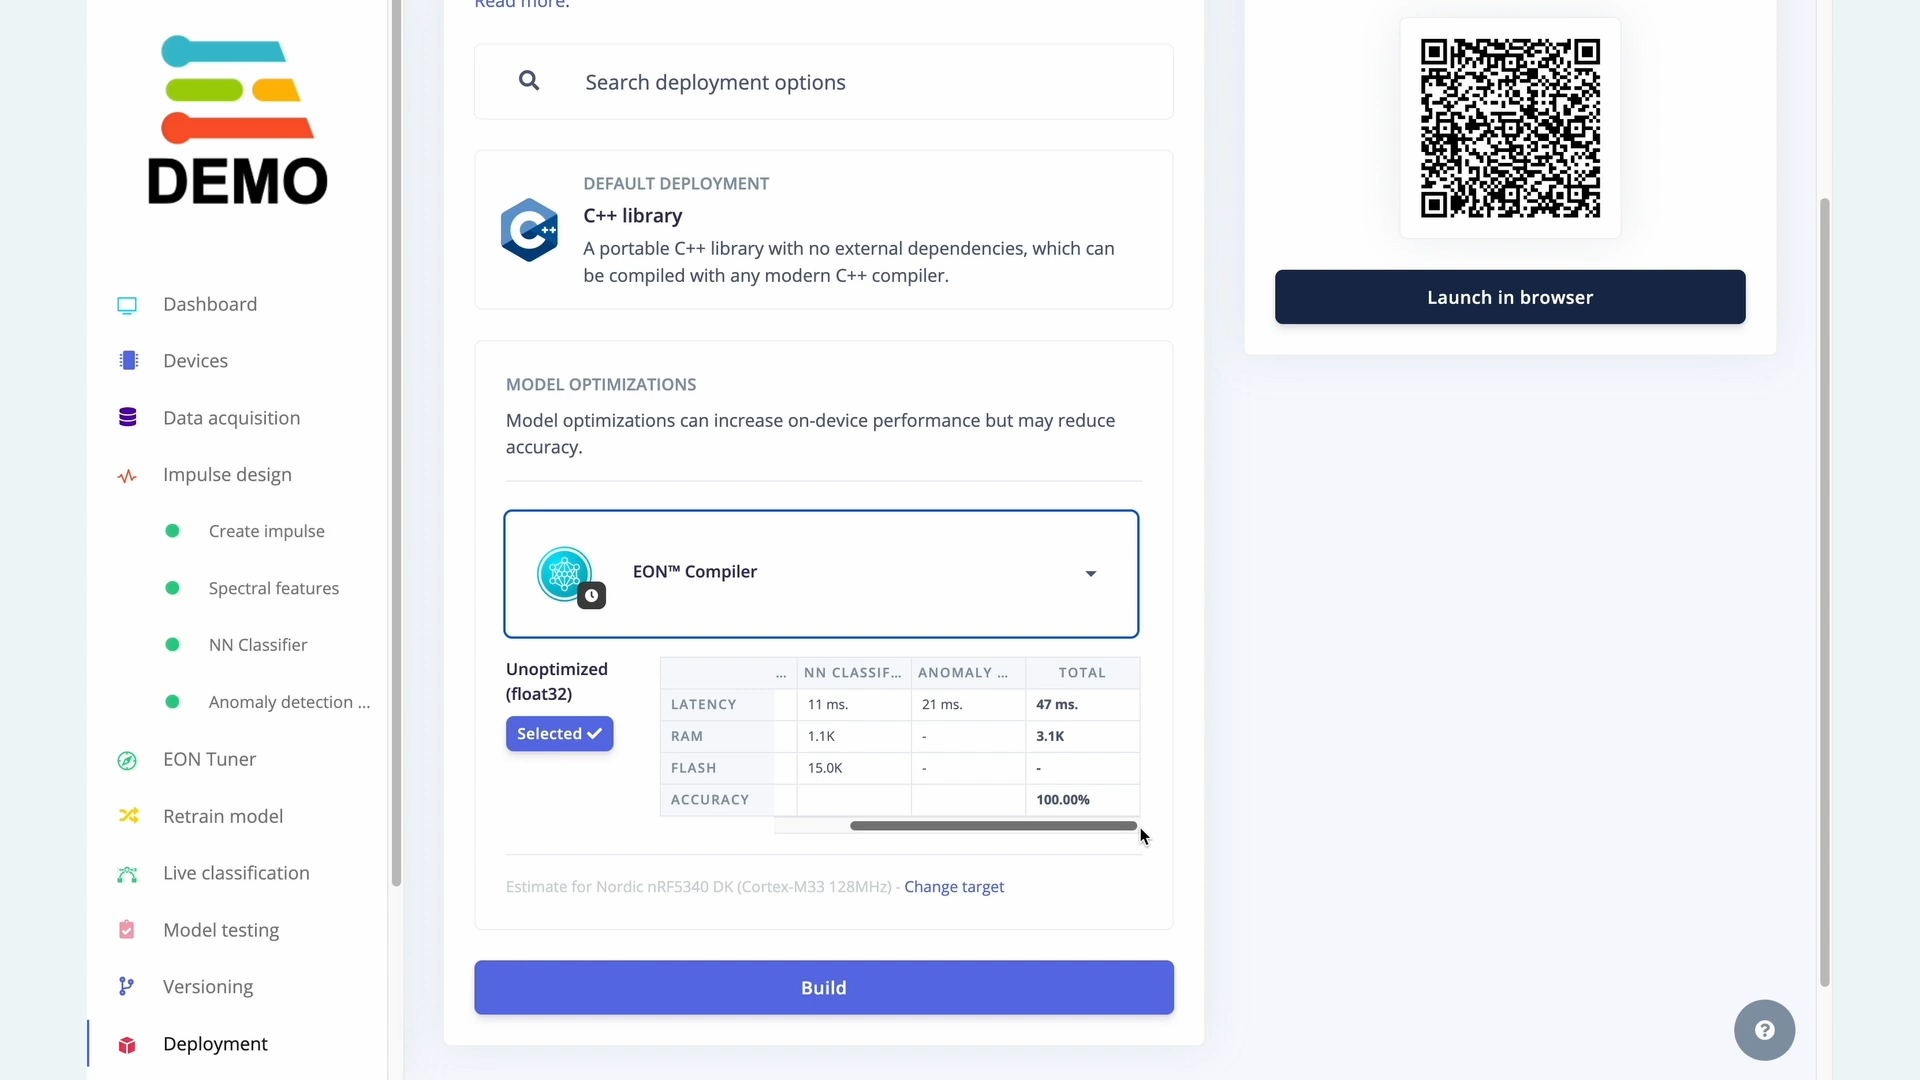 DEMO
Dashboard
Devices
Data acquisition
Impulse design
Create impulse
Spectral features
NN Classifier
Anomaly detection ...
EON Tuner
Retrain model
Live classification
Model testing
Versioning
Deployment
Read more.
Search deployment options
DEFAULT DEPLOYMENT
C++ library
A portable C++ library with no external dependencies, which can
be compiled with any modern C++ compiler.
MODEL OPTIMIZATIONS
Model optimizations can increase on-device performance but may reduce
accuracy.
EON™ Compiler
Unoptimized
(float32)
Selected
... NN CLASSIF... ANOMALY ... TOTAL
LATENCY 11 ms. 21 ms. 47 ms.
RAM 1.1K - 3.1K
FLASH 15.0K - -
ACCURACY 100.00%
Estimate for Nordic nRF5340 DK (Cortex-M33 128MHz) - Change target
Build
Launch in browser